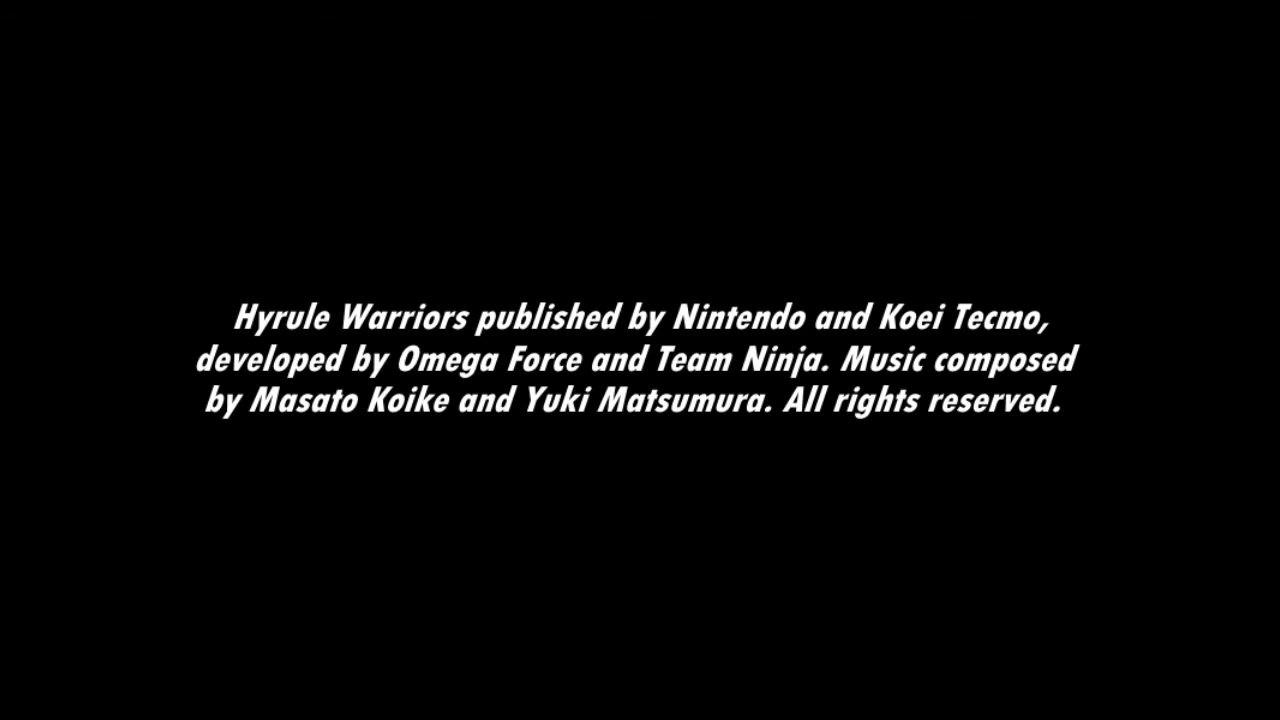 Hyrule Warriors published by Nintendo and Koei Tecmo,
developed by Omega Force and Team Ninja. Music composed
by Masato Koike and Yuki Matsumura. All rights reserved.